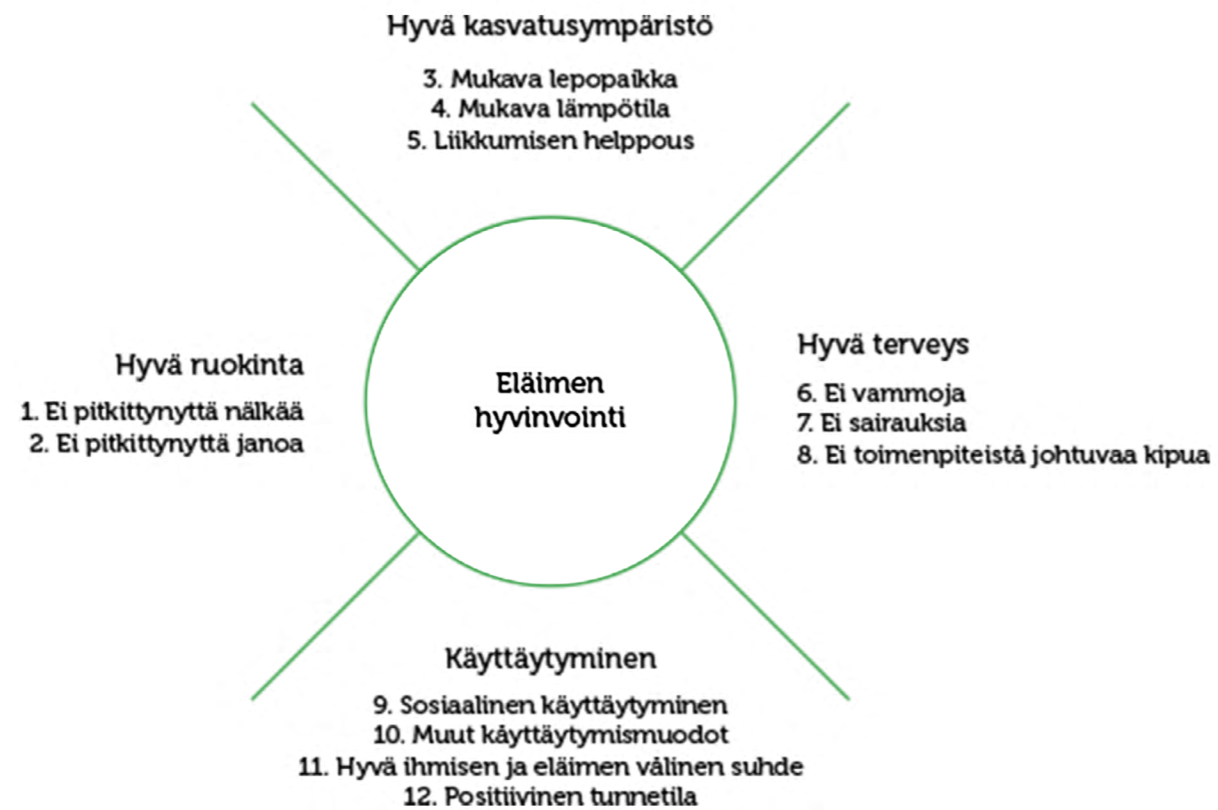 Hyvä kasvatusympäristö
3. Mukava lepopaikka
4. Mukava lämpötila
5. Liikkumisen helppous
Hyvä ruokinta
1. Ei pitkittynyttä nälkää
2. Ei pitkittynyttä janoa
Eläimen
hyvinvointi
Hyvä terveys
6. Ei vammoja
7. Ei sairauksia
8. Ei toimenpiteistä johtuvaa kipua
Käyttäytyminen
9. Sosiaalinen käyttäytyminen
10. Muut käyttäytymismuodot
11. Hyvä ihmisen ja eläimen välinen suhde
12. Positiivinen tunnetila